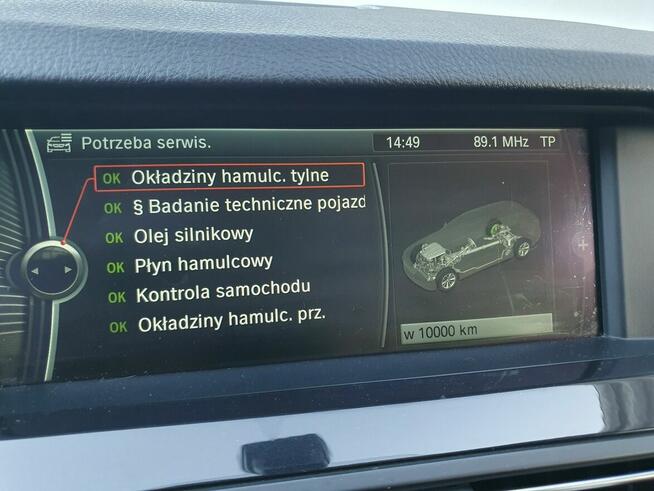 Potrzeba serwis.
14:49 89.1 MHz TP
OK Okładziny hamulc. tylne
OK § Badanie techniczne pojazd
OK Olej silnikowy
OK Płyn hamulcowy
OK Kontrola samochodu
OK Okładziny hamulc. prz.
w 10000 km